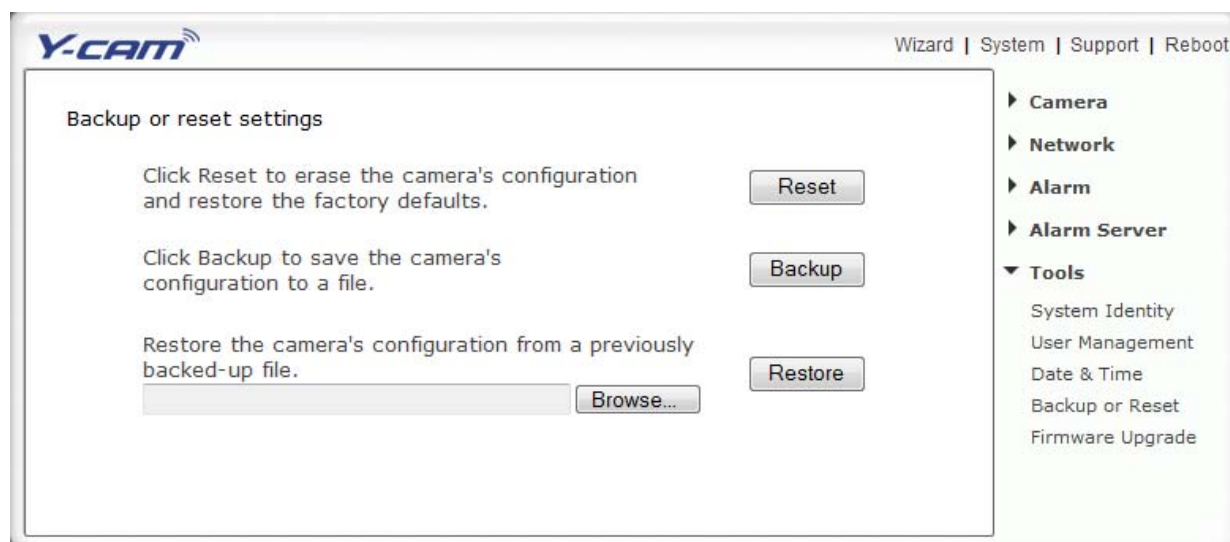 Y-cam
Wizard | System | Support | Reboot
Backup or reset settings
Click Reset to erase the camera's configuration
and restore the factory defaults.
Reset
Click Backup to save the camera's
configuration to a file.
Backup
Restore the camera's configuration from a previously
backed-up file.
Browse...
Restore
Camera
Network
Alarm
Alarm Server
Tools
System Identity
User Management
Date & Time
Backup or Reset
Firmware Upgrade